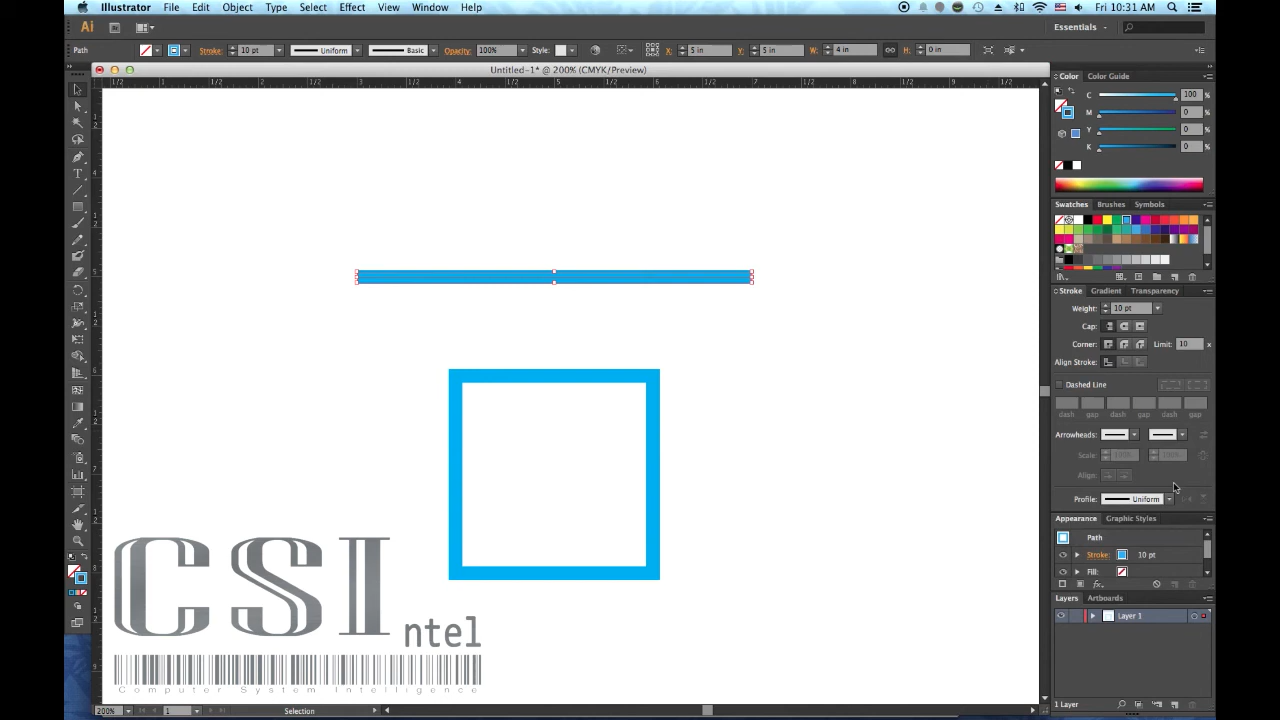 Illustrator File Edit Object Type Select Effect View Window Help Fri 10:31 AM
Ai Essentials
Path Stroke: 10 pt Uniform Basic Opacity: 100% Style: X: 5 in Y: 5 in W: 4 in H: 0 in
Untitled-1* @ 200% (CMYK/Preview)
Color Color Guide
C 100 %
M 0 %
Y 0 %
K 0 %
Swatches Brushes Symbols
Stroke Gradient Transparency
Weight: 10 pt
Cap:
Corner: Limit: 10 x
Align Stroke:
Dashed Line
dash gap dash gap dash gap
Arrowheads:
Scale: 100% 100%
Align:
Profile: Uniform
Appearance Graphic Styles
Path
Stroke: 10 pt
Fill:
Layers Artboards
Layer 1
1 Layer
CSI
ntel
Computer System Intelligence
200% 1 Selection